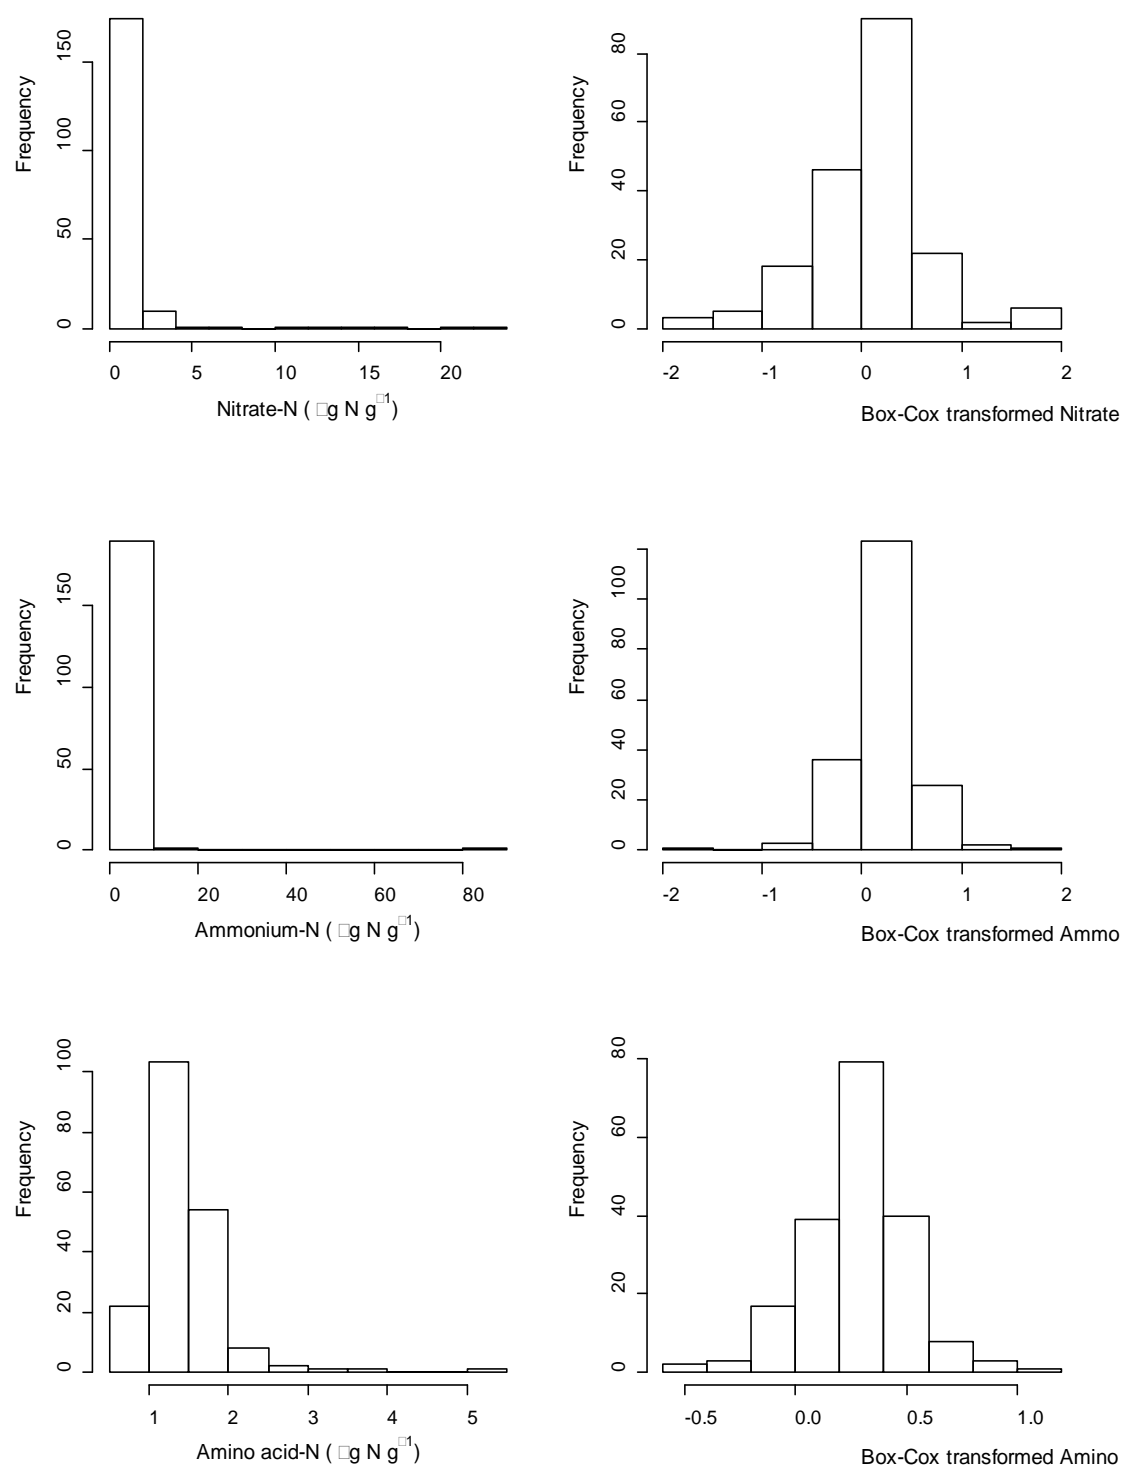 Frequency
0 50 100 150
0 5 10 15 20
Nitrate-N ( □g N g□1)
Frequency
0 20 40 60 80
-2 -1 0 1 2
Box-Cox transformed Nitrate
Frequency
0 50 100 150
0 20 40 60 80
Ammonium-N ( □g N g□1)
Frequency
0 20 40 60 80 100
-2 -1 0 1 2
Box-Cox transformed Ammo
Frequency
0 20 40 60 80 100
1 2 3 4 5
Amino acid-N ( □g N g□1)
Frequency
0 20 40 60 80
-0.5 0.0 0.5 1.0
Box-Cox transformed Amino